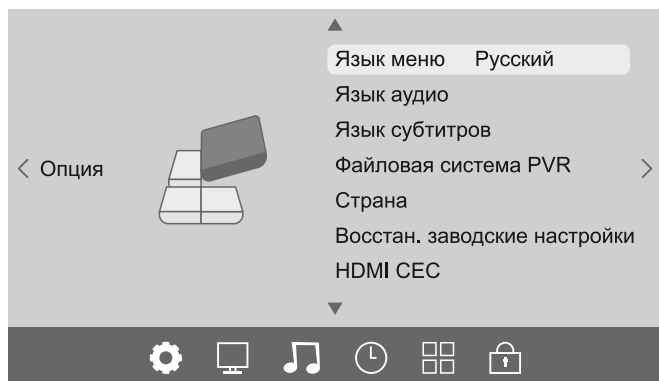 Опция
Язык меню Русский
Язык аудио
Язык субтитров
Файловая система PVR
Страна
Восстан. заводские настройки
HDMI CEC